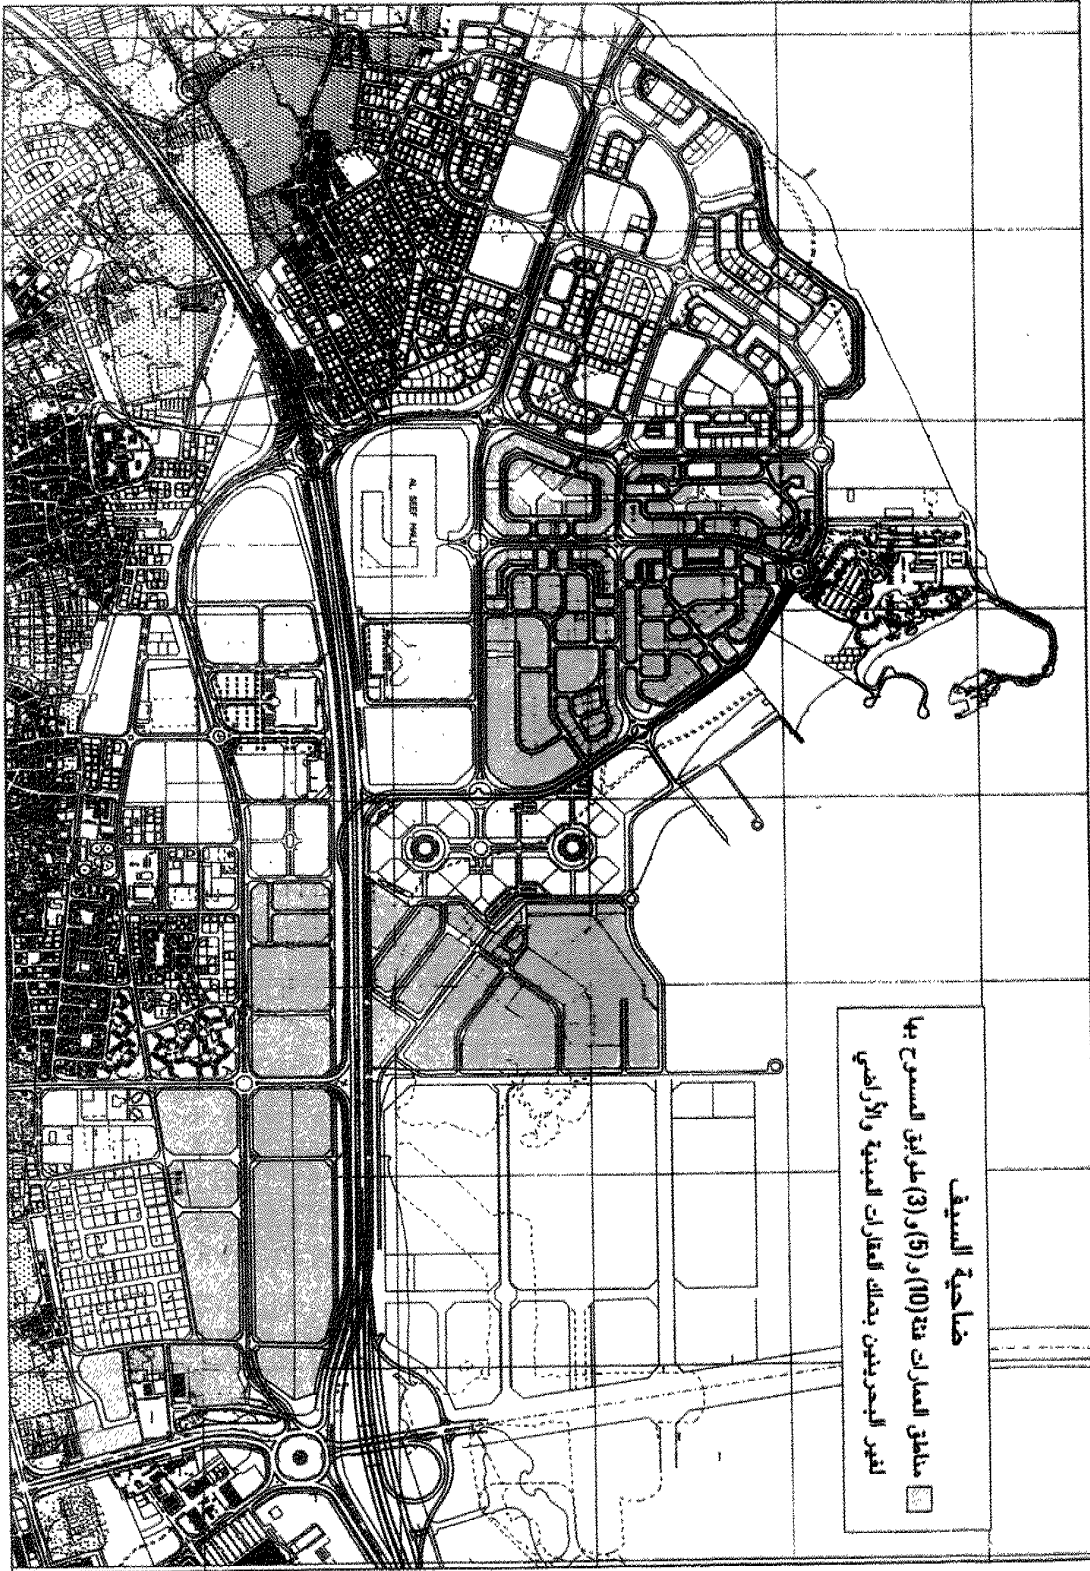 ضاحية السيف
مناطق العمارات فئة (10) و(5) و(3) طوابق المسموح بها
لغير البحرينيين بتملك العقارات المبنية والأراضي
AL SEEF MALL